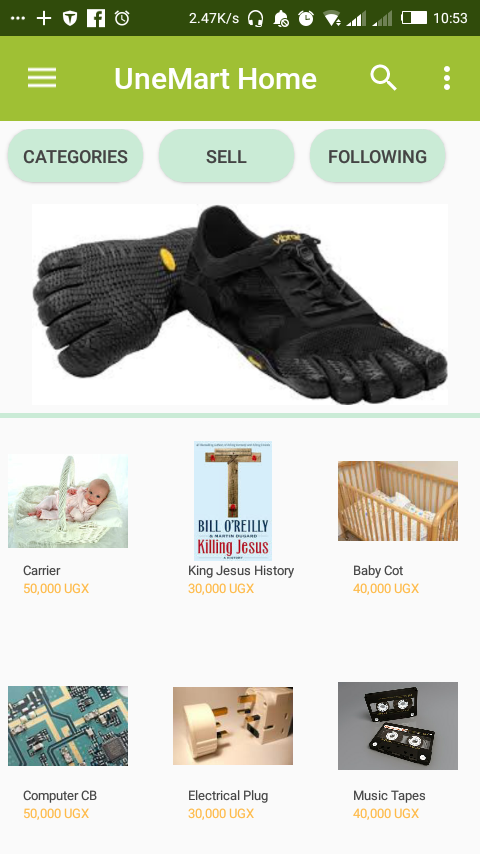 2.47K/s
10:53
UneMart Home
CATEGORIES
SELL
FOLLOWING
vibram
BILL O'REILLY
& MARTIN DUGARD
Killing Jesus
A HISTORY
Carrier
50,000 UGX
King Jesus History
30,000 UGX
Baby Cot
40,000 UGX
Computer CB
50,000 UGX
Electrical Plug
30,000 UGX
Music Tapes
40,000 UGX